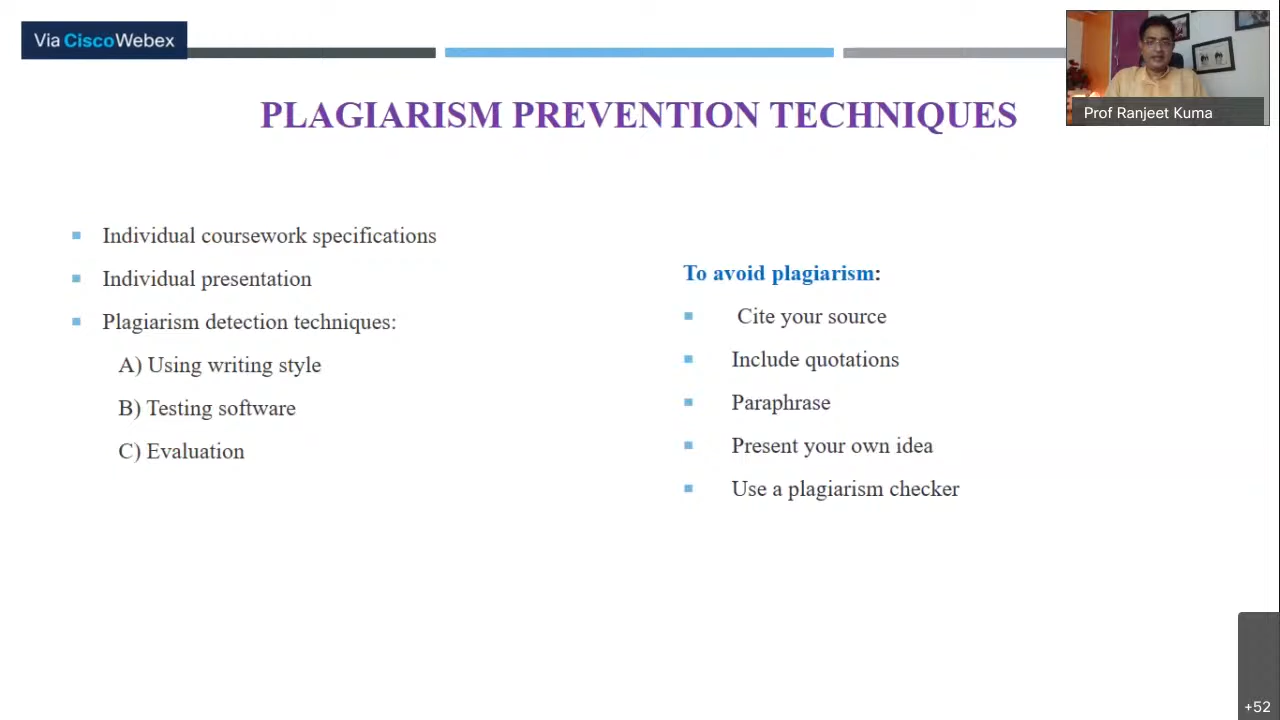 Via Cisco Webex
Prof Ranjeet Kuma
PLAGIARISM PREVENTION TECHNIQUES
Individual coursework specifications
Individual presentation
Plagiarism detection techniques:
A) Using writing style
B) Testing software
C) Evaluation
To avoid plagiarism:
Cite your source
Include quotations
Paraphrase
Present your own idea
Use a plagiarism checker
+52